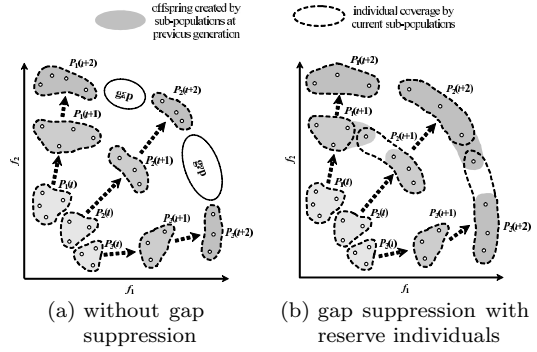 offspring created by
sub-populations at
previous generation
individual coverage by
current sub-populations
P1(t+2)
gap
P2(t+2)
P1(t+1)
P2(t+1)
gap
f2
P1(t)
P2(t)
P3(t)
P3(t+1)
P3(t+2)
f1
P1(t+2)
P2(t+2)
P1(t+1)
P2(t+1)
f2
P1(t)
P2(t)
P3(t)
P3(t+1)
P3(t+2)
f1
(a) without gap
suppression
(b) gap suppression with
reserve individuals